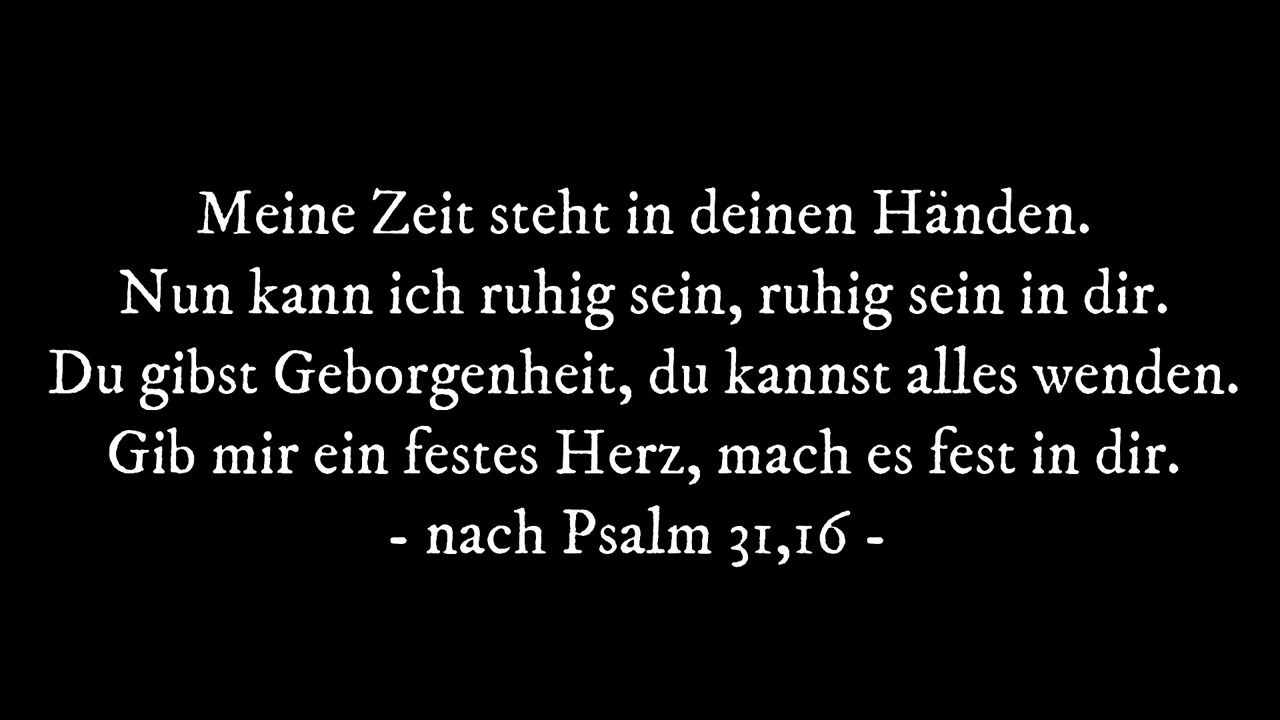 Meine Zeit steht in deinen Händen.
Nun kann ich ruhig sein, ruhig sein in dir.
Du gibst Geborgenheit, du kannst alles wenden.
Gib mir ein festes Herz, mach es fest in dir.
- nach Psalm 31,16 -